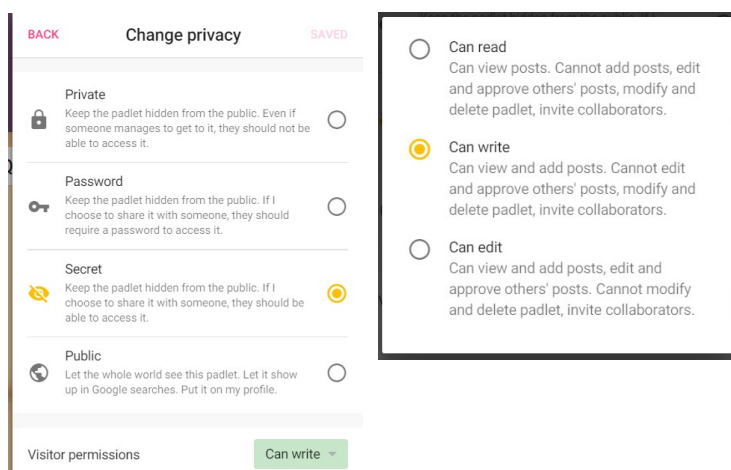 BACK
Change privacy
SAVED
Private
Keep the padlet hidden from the public. Even if
someone manages to get to it, they should not be
able to access it.
Password
Keep the padlet hidden from the public. If I
choose to share it with someone, they should
require a password to access it.
Secret
Keep the padlet hidden from the public. If I
choose to share it with someone, they should be
able to access it.
Public
Let the whole world see this padlet. Let it show
up in Google searches. Put it on my profile.
Visitor permissions
Can write
Can read
Can view posts. Cannot add posts, edit
and approve others' posts, modify and
delete padlet, invite collaborators.
Can write
Can view and add posts. Cannot edit
and approve others' posts, modify and
delete padlet, invite collaborators.
Can edit
Can view and add posts, edit and
approve others' posts. Cannot modify
and delete padlet, invite collaborators.